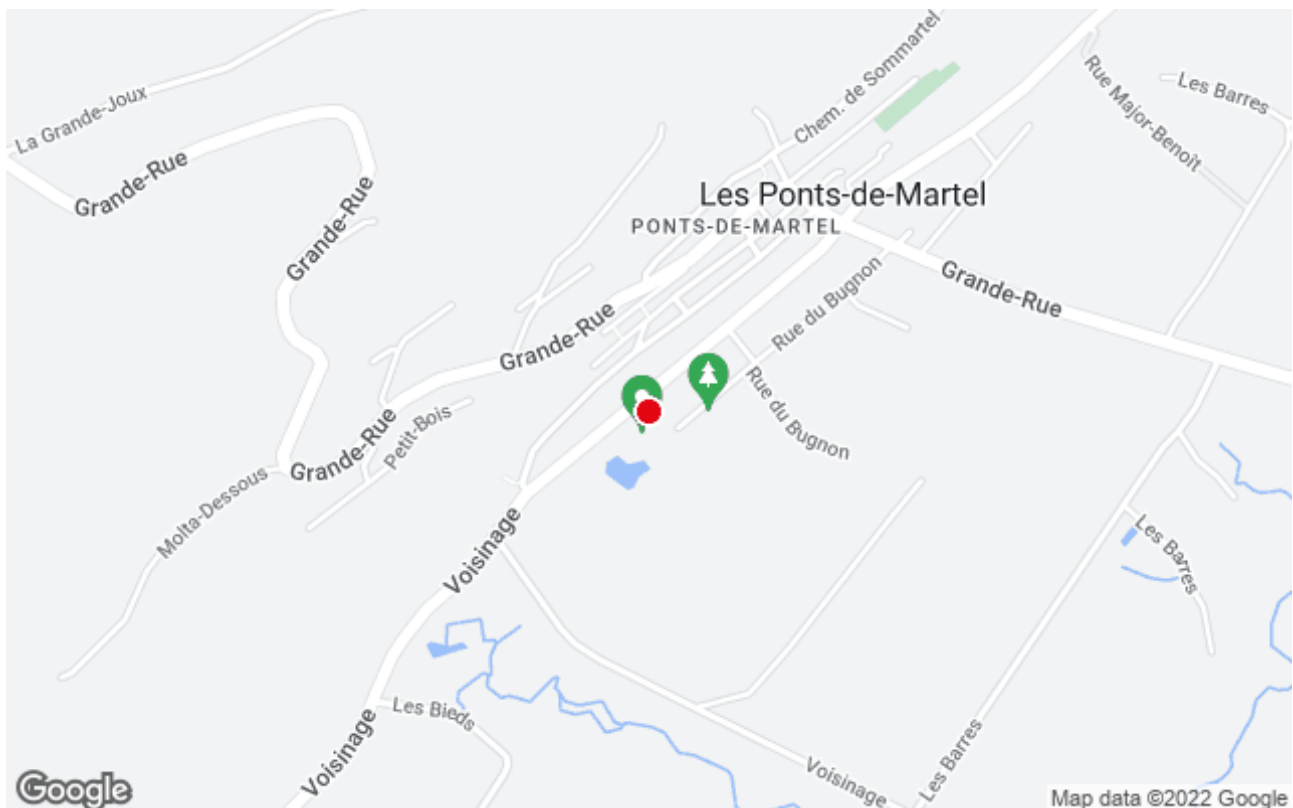 Chem. de Sommartel
Rue Major-Benoît
Les Barres
La Grande-Joux
Grande-Rue
Grande-Rue
Les Ponts-de-Martel
PONTS-DE-MARTEL
Grande-Rue
Rue du Bugnon
Grande-Rue
Rue du Bugnon
Grande-Rue
Petit-Bois
Molta-Dessous
Voisinage
Les Barres
Les Bieds
Voisinage
Voisinage
Les Barres
Google
Map data ©2022 Google